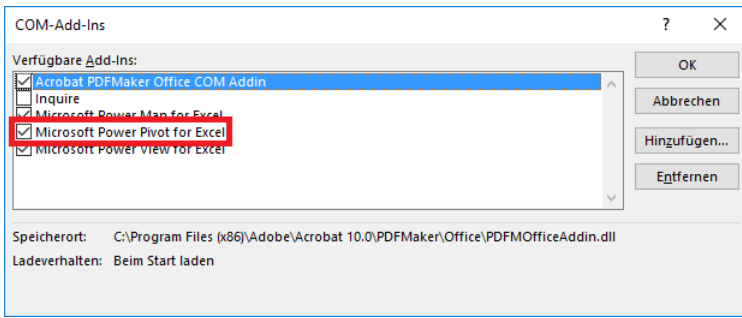 COM-Add-Ins
? ×
Verfügbare Add-Ins:
Acrobat PDFMaker Office COM Addin
Inquire
Microsoft Power Map for Excel
Microsoft Power Pivot for Excel
Microsoft Power View for Excel
OK
Abbrechen
Hinzufügen...
Entfernen
Speicherort: C:\Program Files (x86)\Adobe\Acrobat 10.0\PDFMaker\Office\PDFMOfficeAddin.dll
Ladeverhalten: Beim Start laden